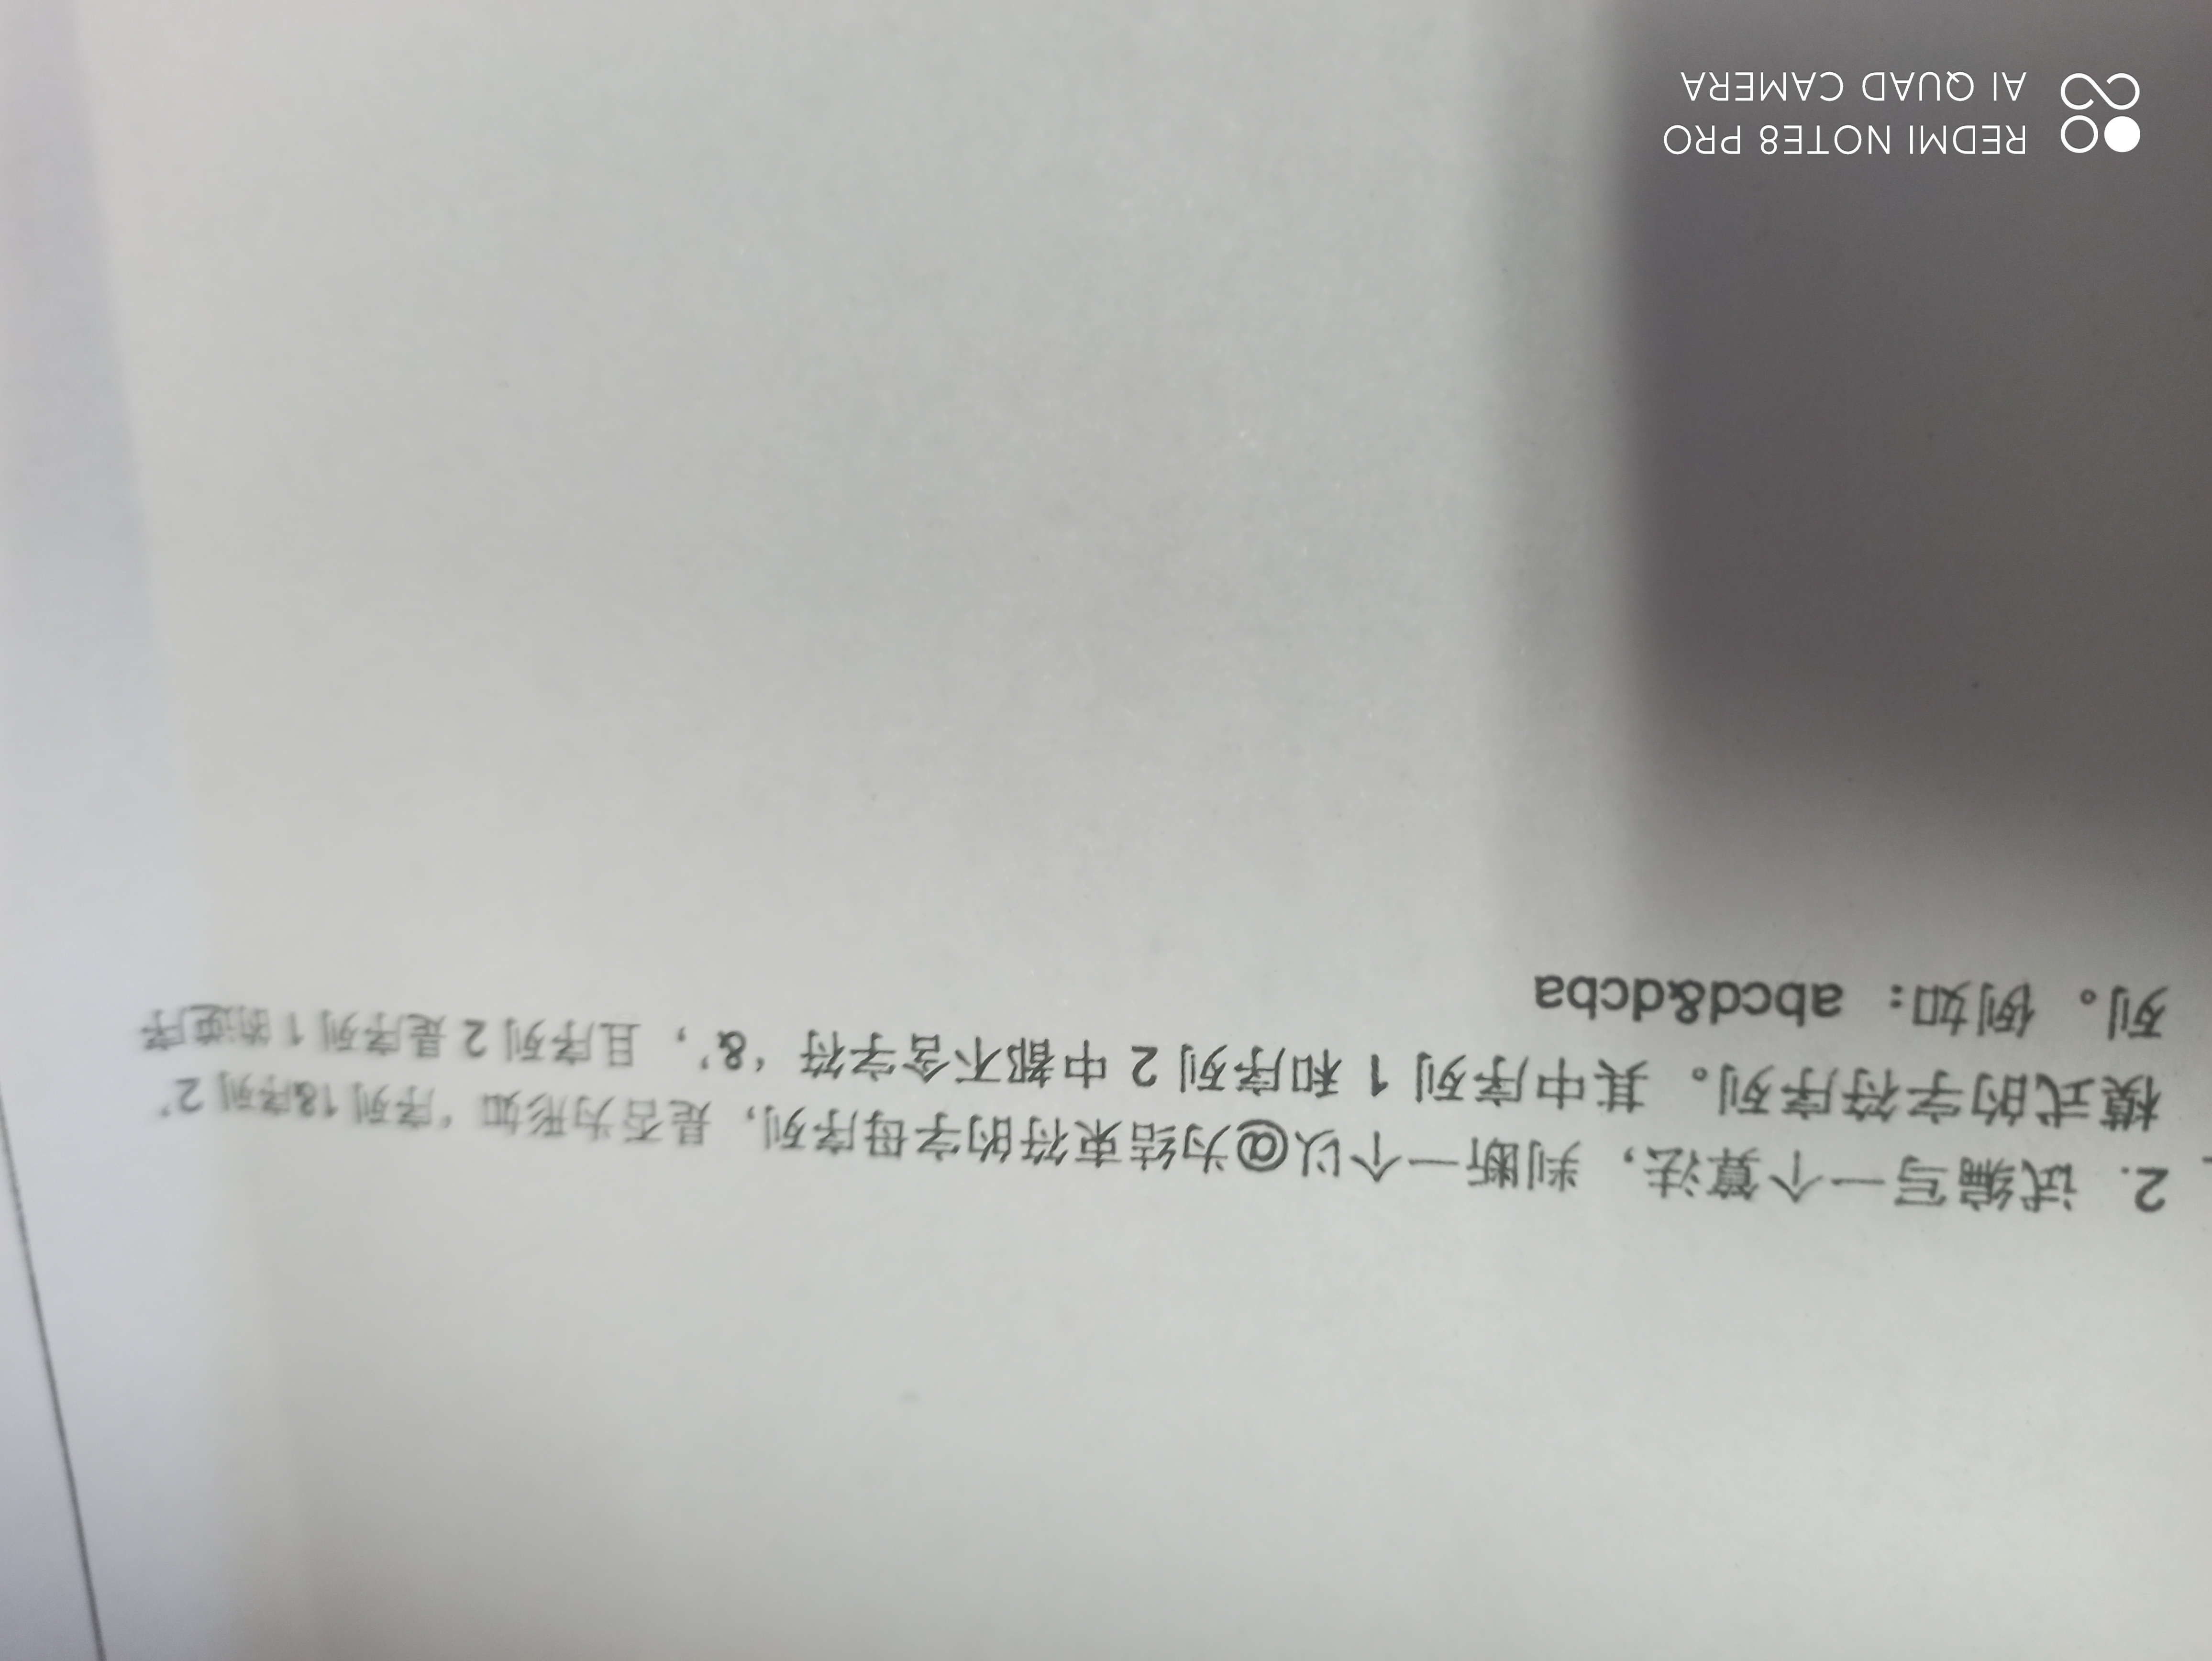 2. 试编写一个算法，判断一个以@为结束符的字母序列，是否为形如‘序列1&序列2’
模式的字符序列。其中序列 1 和序列 2 中都不含字符‘&’，且序列 2 是序列 1 的逆序
列。例如：abcd&dcba
REDMI NOTE8 PRO
AI QUAD CAMERA